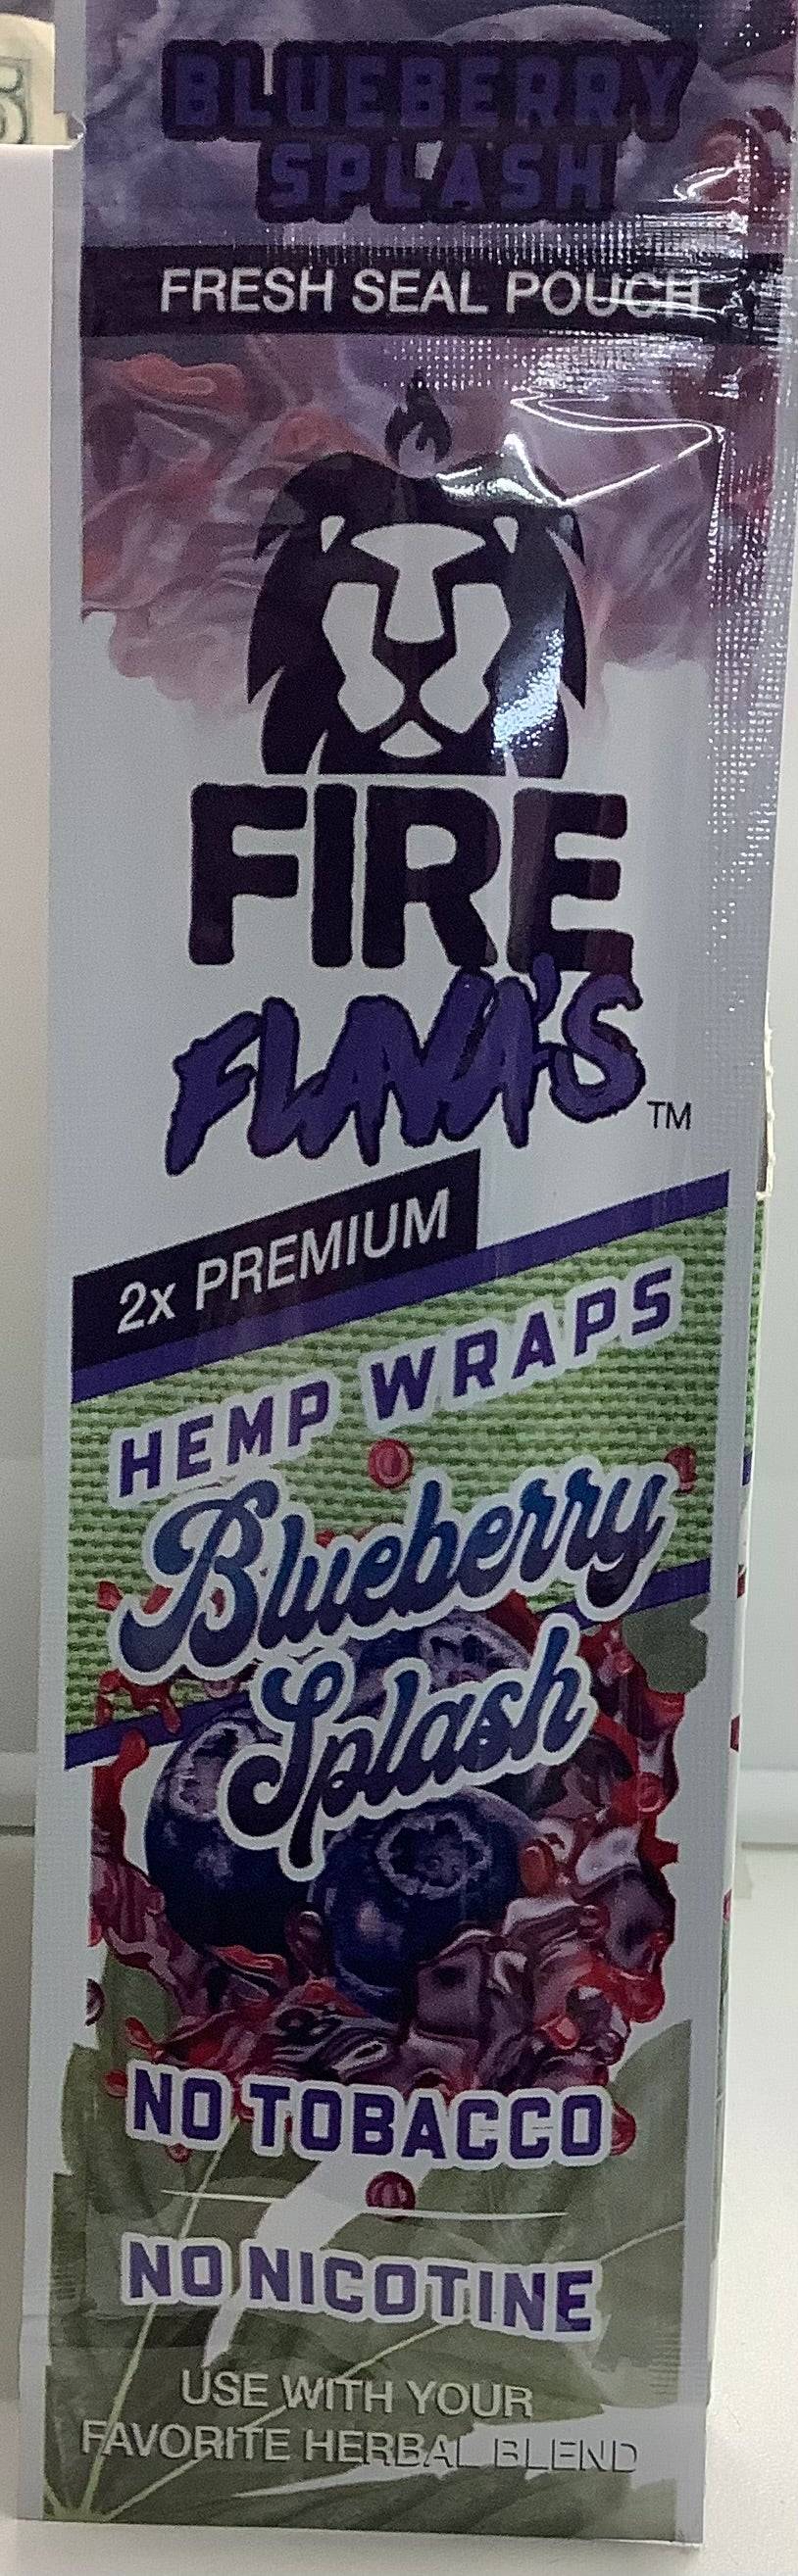 5
BLUEBERRY
SPLASH
FRESH SEAL POUCH
FIRE
FLAVA'S
TM
2x PREMIUM
HEMP WRAPS
Blueberry
Splash
NO TOBACCO
NO NICOTINE
USE WITH YOUR
FAVORITE HERBAL BLEND